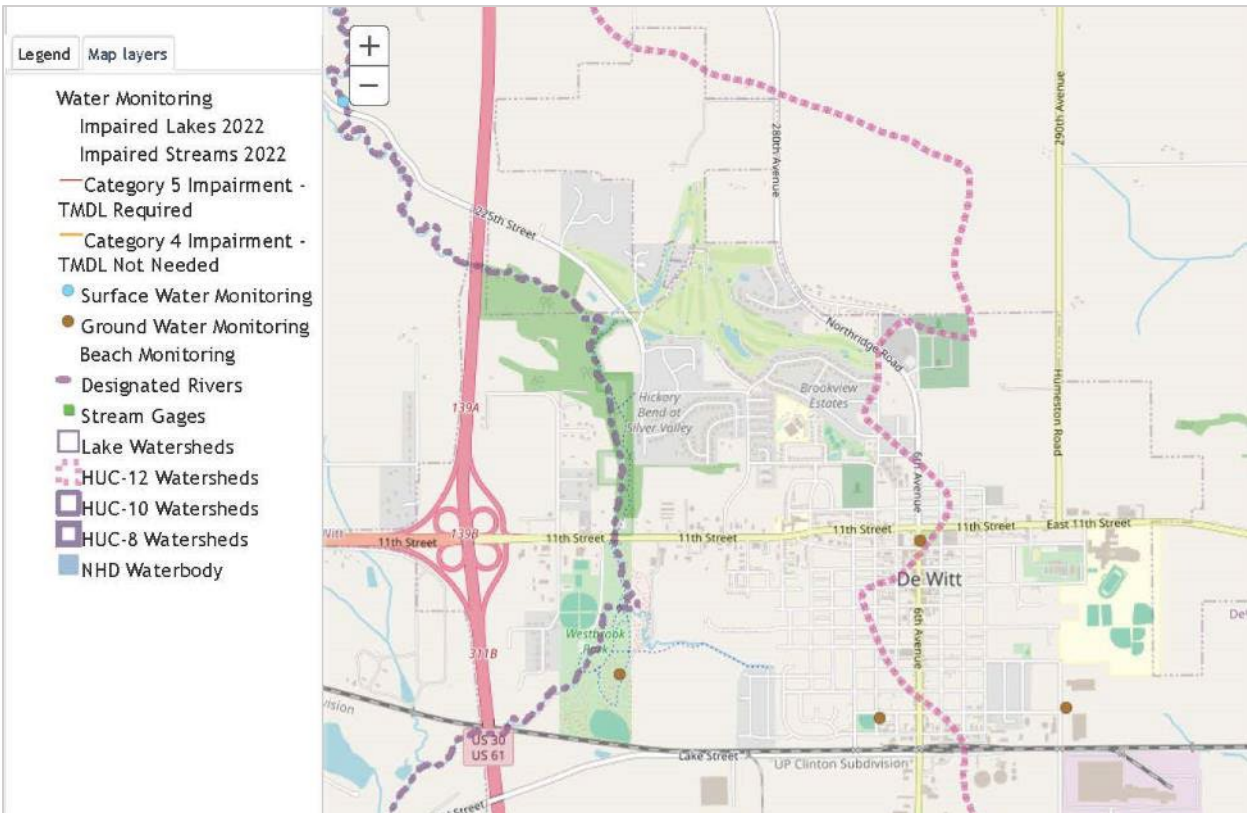 Legend
Map layers
Water Monitoring
Impaired Lakes 2022
Impaired Streams 2022
Category 5 Impairment -
TMDL Required
Category 4 Impairment -
TMDL Not Needed
Surface Water Monitoring
Ground Water Monitoring
Beach Monitoring
Designated Rivers
Stream Gages
Lake Watersheds
HUC-12 Watersheds
HUC-10 Watersheds
HUC-8 Watersheds
NHD Waterbody
+
−
280th Avenue
290th Avenue
225th Street
Northridge Road
Humeston Road
139A
Hickory
Bend at
Silver Valley
Brookview
Estates
6th Avenue
139B
11th Street
11th Street
11th Street
11th Street
East 11th Street
De Witt
Westbrook
Park
6th Avenue
311B
US 30
US 61
Lake Street
UP Clinton Subdivision
Street